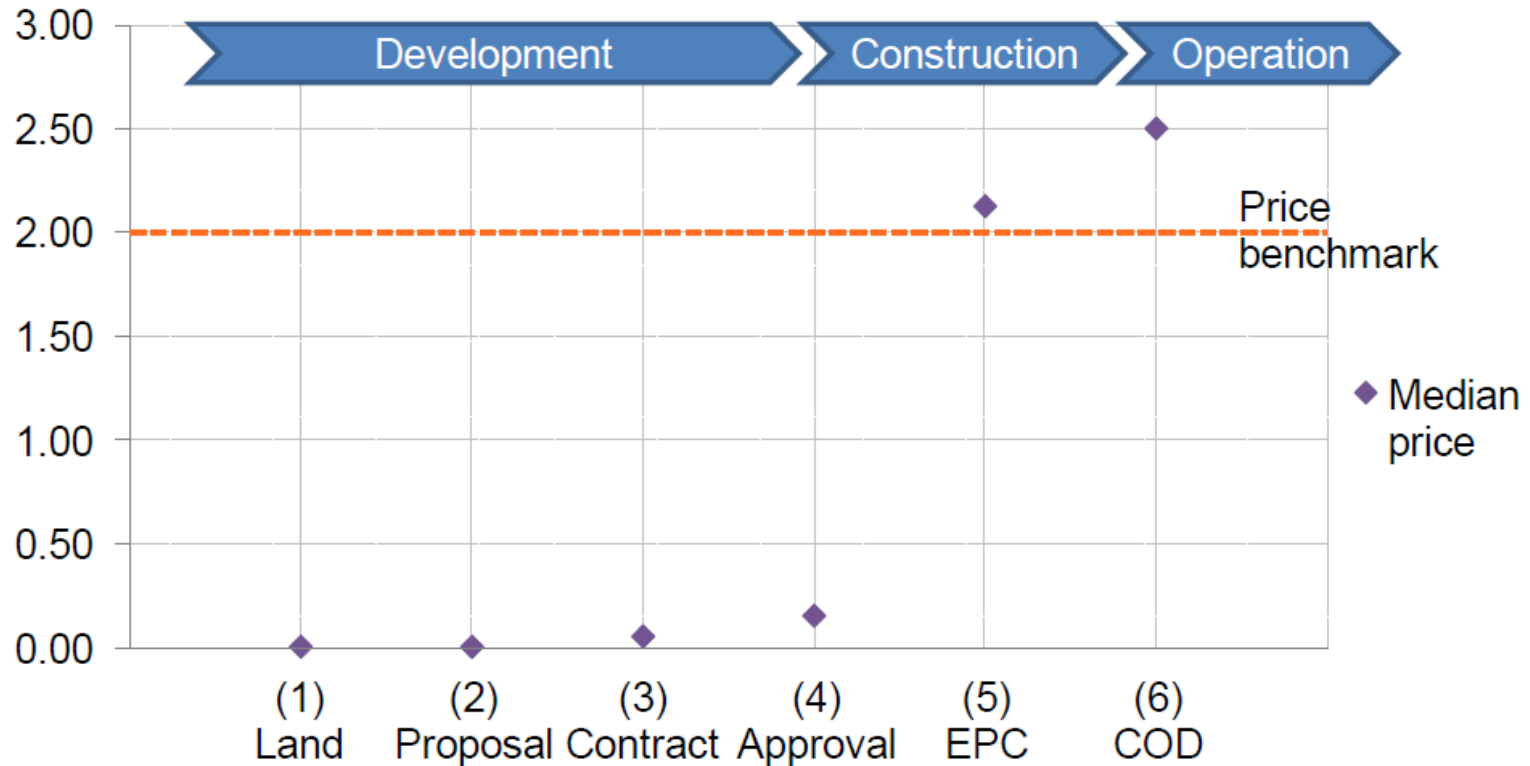 3.00
Development
Construction
Operation
2.50
2.00
Price
benchmark
1.50
Median
price
1.00
0.50
0.00
(1)
Land
(2)
Proposal
(3)
Contract
(4)
Approval
(5)
EPC
(6)
COD